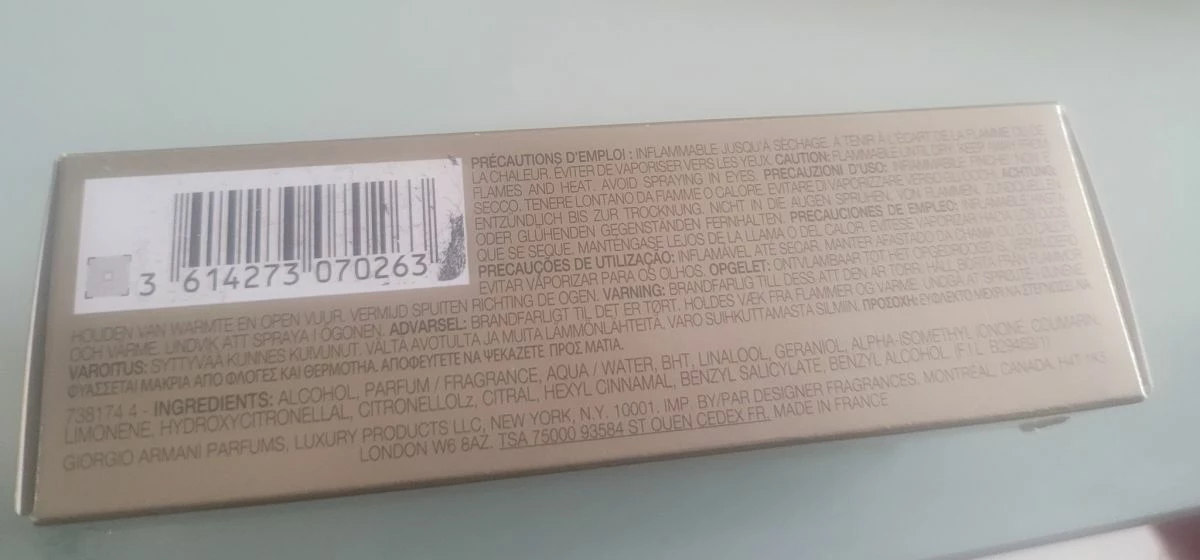 PRÉCAUTIONS D'EMPLOI : INFLAMMABLE JUSQU'À SÉCHAGE. À TENIR À L'ÉCART DE LA FLAMME OU DE
LA CHALEUR. EVITER DE VAPORISER VERS LES YEUX. CAUTION: FLAMMABLE UNTIL DRY. KEEP AWAY FROM
FLAMES AND HEAT. AVOID SPRAYING IN EYES. PRECAUZIONI D'USO: INFIAMMABILE FINCHÉ NON È
SECCO. TENERE LONTANO DA FIAMME O CALORE. EVITARE DI VAPORIZZARE VERSO GLI OCCHI. ACHTUNG:
ENTZÜNDLICH BIS ZUR TROCKNUNG. NICHT IN DIE AUGEN SPRÜHEN. VON FLAMMEN, ZÜNDQUELLEN
ODER GLÜHENDEN GEGENSTÄNDEN FERNHALTEN. PRECAUCIONES DE EMPLEO: INFLAMABLE HASTA
QUE SE SEQUE. MANTENGASE LEJOS DE LA LLAMA O DEL CALOR. EVÍTESE VAPORIZAR HACIA LOS OJOS.
PRECAUÇÕES DE UTILIZAÇÃO: INFLAMÁVEL ATÉ SECAR. MANTER AFASTADO DA CHAMA E DO CALOR.
EVITAR VAPORIZAR PARA OS OLHOS. OPGELET: ONTVLAMBAAR TOT HET OPGEDROOGD IS. VERWIJDERD
3 614273 070263
HOUDEN VAN WARMTE EN OPEN VUUR. VERMIJD SPUITEN RICHTING DE OGEN. VARNING: BRANDFARLIGT TILL DESS ATT DEN ÄR TORR. HÅLL BORTA FRÅN FLAMMOR
OCH VÄRME. UNDVIK ATT SPRAYA I ÖGONEN. ADVARSEL: BRANDFARLIGT TIL DET ER TØRT. HOLDES VÆK FRA FLAMMER OG VARME. UNDGÅ AT SPRØJTE I ØJNENE.
VAROITUS: SYTTYVÄÄ KUNNES KUIVUNUT. VÄLTÄ AVOTULTA JA MUITA LÄMMÖNLÄHTEITÄ. VARO SUIHKUTTAMASTA SILMIIN. ΠΡΟΣΟΧΗ: ΕΥΦΛΕΚΤΟ ΜΕΧΡΙ ΝΑ ΣΤΕΓΝΩΣΕΙ. ΝΑ
ΦΥΛΑΣΣΕΤΑΙ ΜΑΚΡΙΑ ΑΠΟ ΦΛΟΓΕΣ ΚΑΙ ΘΕΡΜΟΤΗΤΑ. ΑΠΟΦΕΥΓΕΤΕ ΝΑ ΨΕΚΑΖΕΤΕ ΠΡΟΣ ΜΑΤΙΑ.
738174 4 - INGREDIENTS: ALCOHOL, PARFUM / FRAGRANCE, AQUA / WATER, BHT, LINALOOL, GERANIOL, ALPHA-ISOMETHYL IONONE, COUMARIN,
LIMONENE, HYDROXYCITRONELLAL, CITRONELLOL, CITRAL, HEXYL CINNAMAL, BENZYL SALICYLATE, BENZYL ALCOHOL. (F.I.L.
GIORGIO ARMANI PARFUMS, LUXURY PRODUCTS LLC, NEW YORK, N.Y. 10001. IMP. BY/PAR DESIGNER FRAGRANCES, MONTRÉAL, CANADA, H4T 1K5
LONDON W6 8AZ. TSA 75000 93584 ST OUEN CEDEX FR. MADE IN FRANCE